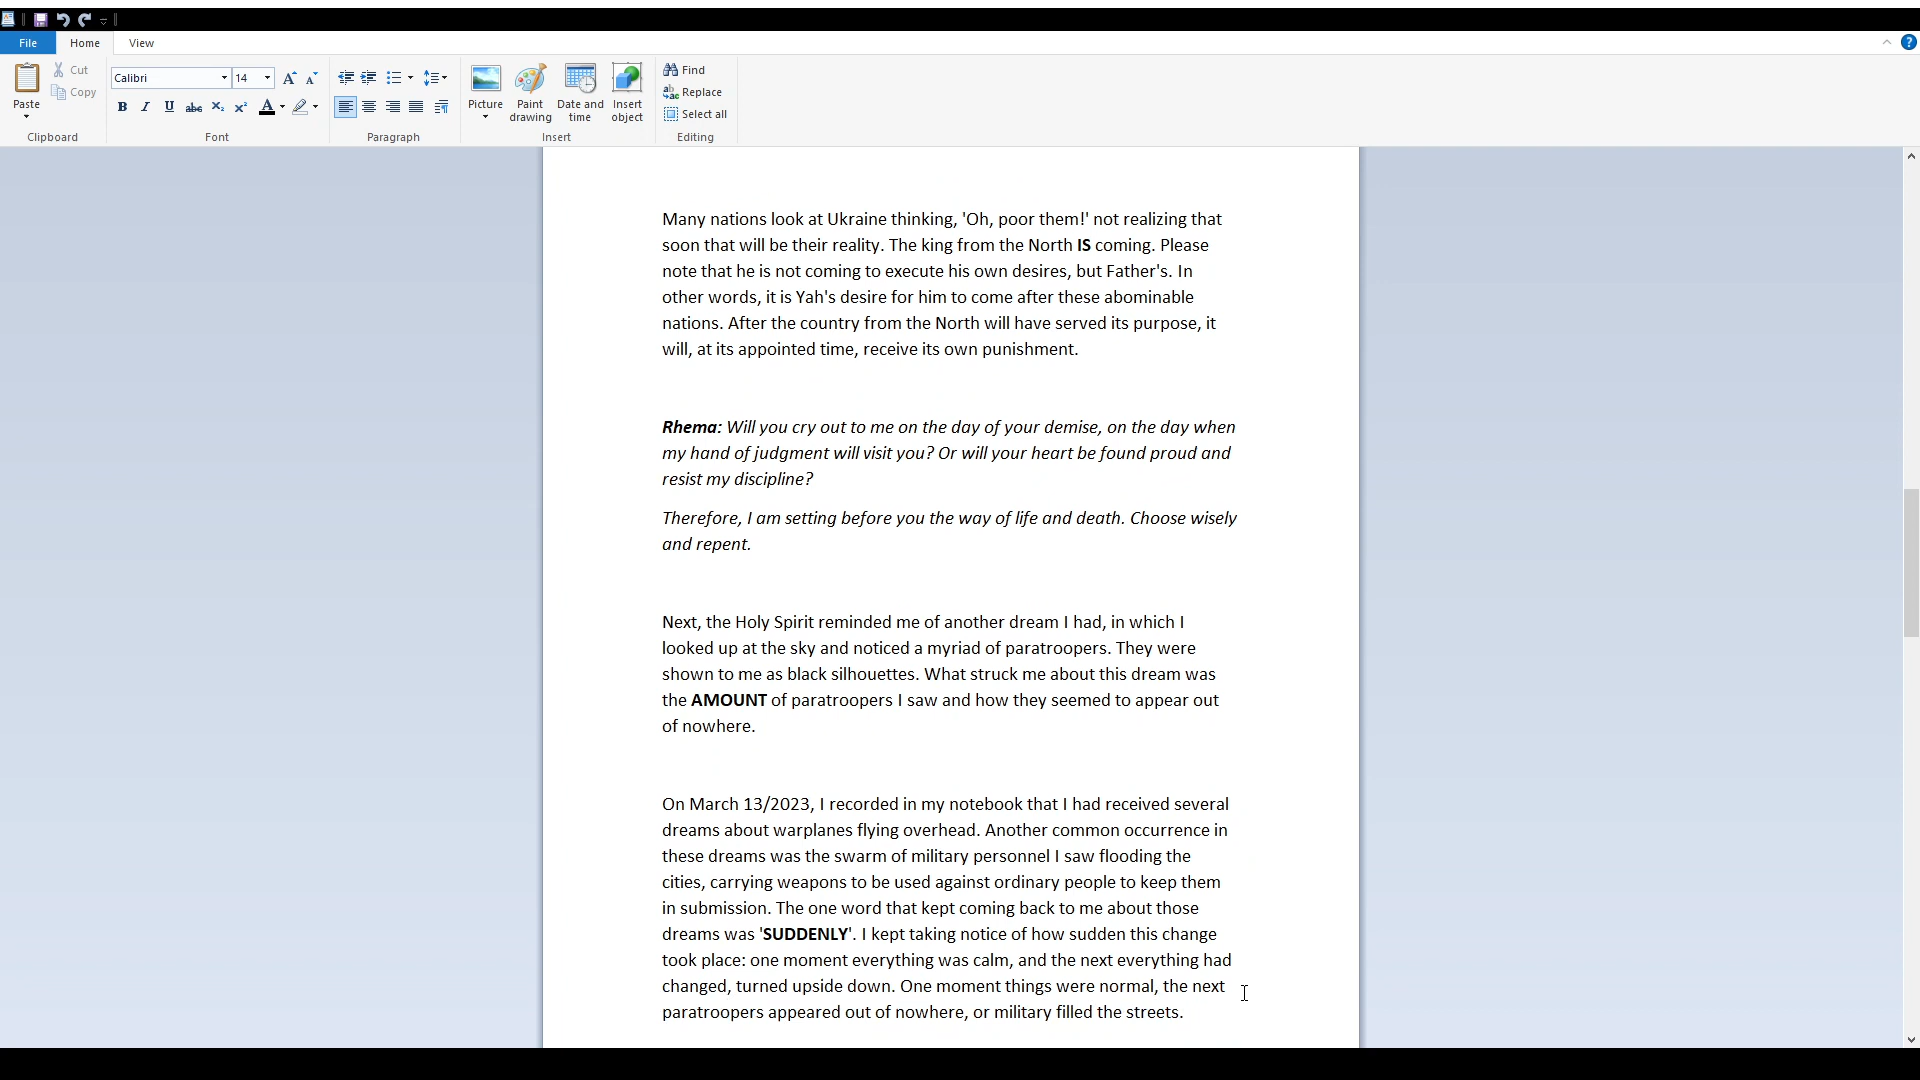 File Home View
Paste
Cut
Copy
Clipboard
Calibri 14
B I U abc X₂ X² A
Font
Paragraph
Picture
Paint drawing
Date and time
Insert object
Insert
Find
Replace
Select all
Editing
Many nations look at Ukraine thinking, 'Oh, poor them!' not realizing that
soon that will be their reality. The king from the North IS coming. Please
note that he is not coming to execute his own desires, but Father's. In
other words, it is Yah's desire for him to come after these abominable
nations. After the country from the North will have served its purpose, it
will, at its appointed time, receive its own punishment.
Rhema: Will you cry out to me on the day of your demise, on the day when
my hand of judgment will visit you? Or will your heart be found proud and
resist my discipline?
Therefore, I am setting before you the way of life and death. Choose wisely
and repent.
Next, the Holy Spirit reminded me of another dream I had, in which I
looked up at the sky and noticed a myriad of paratroopers. They were
shown to me as black silhouettes. What struck me about this dream was
the AMOUNT of paratroopers I saw and how they seemed to appear out
of nowhere.
On March 13/2023, I recorded in my notebook that I had received several
dreams about warplanes flying overhead. Another common occurrence in
these dreams was the swarm of military personnel I saw flooding the
cities, carrying weapons to be used against ordinary people to keep them
in submission. The one word that kept coming back to me about those
dreams was 'SUDDENLY'. I kept taking notice of how sudden this change
took place: one moment everything was calm, and the next everything had
changed, turned upside down. One moment things were normal, the next
paratroopers appeared out of nowhere, or military filled the streets.